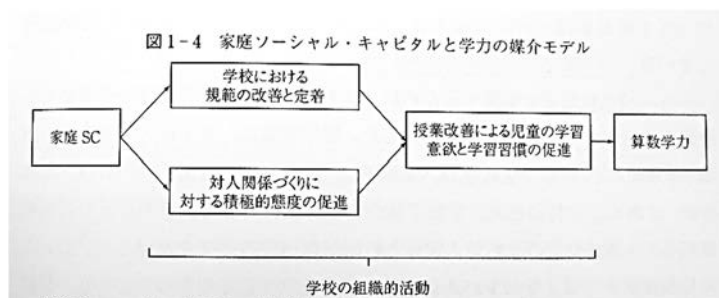 図1-4 家庭ソーシャル・キャピタルと学力の媒介モデル
学校における
規範の改善と定着
家庭SC
対人関係づくりに
対する積極的態度の促進
授業改善による児童の学習
意欲と学習習慣の促進
算数学力
学校の組織的活動